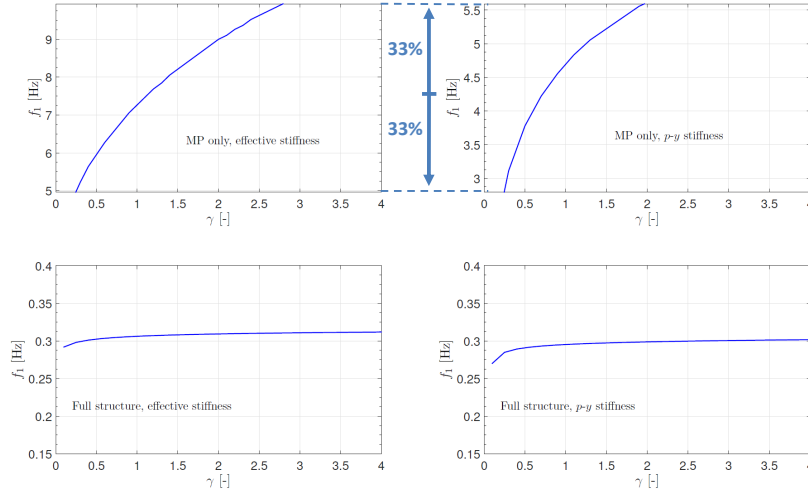 9
8
7
6
5
f₁ [Hz]
MP only, effective stiffness
0 0.5 1 1.5 2 2.5 3 3.5 4
γ [-]
33%
33%
5.5
5
4.5
4
3.5
3
f₁ [Hz]
MP only, p-y stiffness
0 0.5 1 1.5 2 2.5 3 3.5 4
γ [-]
0.4
0.35
0.3
0.25
0.2
0.15
f₁ [Hz]
Full structure, effective stiffness
0 0.5 1 1.5 2 2.5 3 3.5 4
γ [-]
0.4
0.35
0.3
0.25
0.2
0.15
f₁ [Hz]
Full structure, p-y stiffness
0 0.5 1 1.5 2 2.5 3 3.5 4
γ [-]